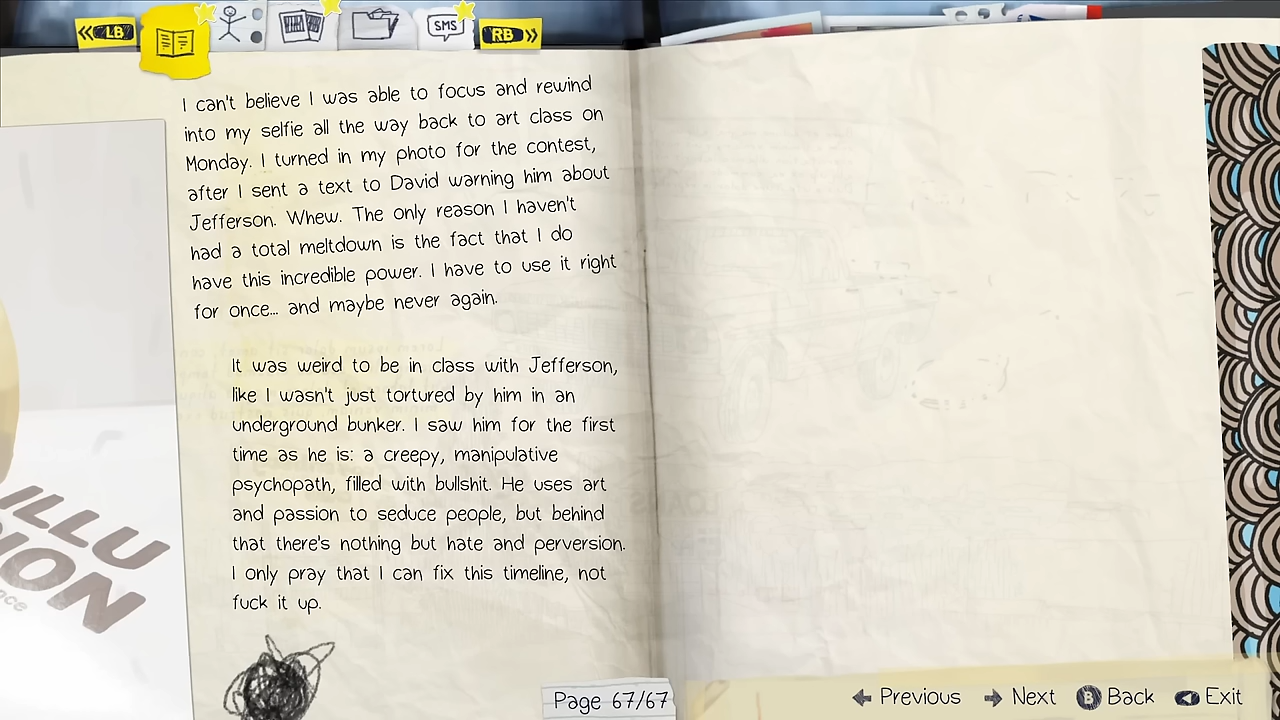 LB
SMS
RB
I can't believe I was able to focus and rewind
into my selfie all the way back to art class on
Monday. I turned in my photo for the contest,
after I sent a text to David warning him about
Jefferson. Whew. The only reason I haven't
had a total meltdown is the fact that I do
have this incredible power. I have to use it right
for once... and maybe never again.
It was weird to be in class with Jefferson,
like I wasn't just tortured by him in an
underground bunker. I saw him for the first
time as he is: a creepy, manipulative
psychopath, filled with bullshit. He uses art
and passion to seduce people, but behind
that there's nothing but hate and perversion.
I only pray that I can fix this timeline, not
fuck it up.
ILLU
ION
nce
Page 67/67
Previous
Next
B Back
Exit